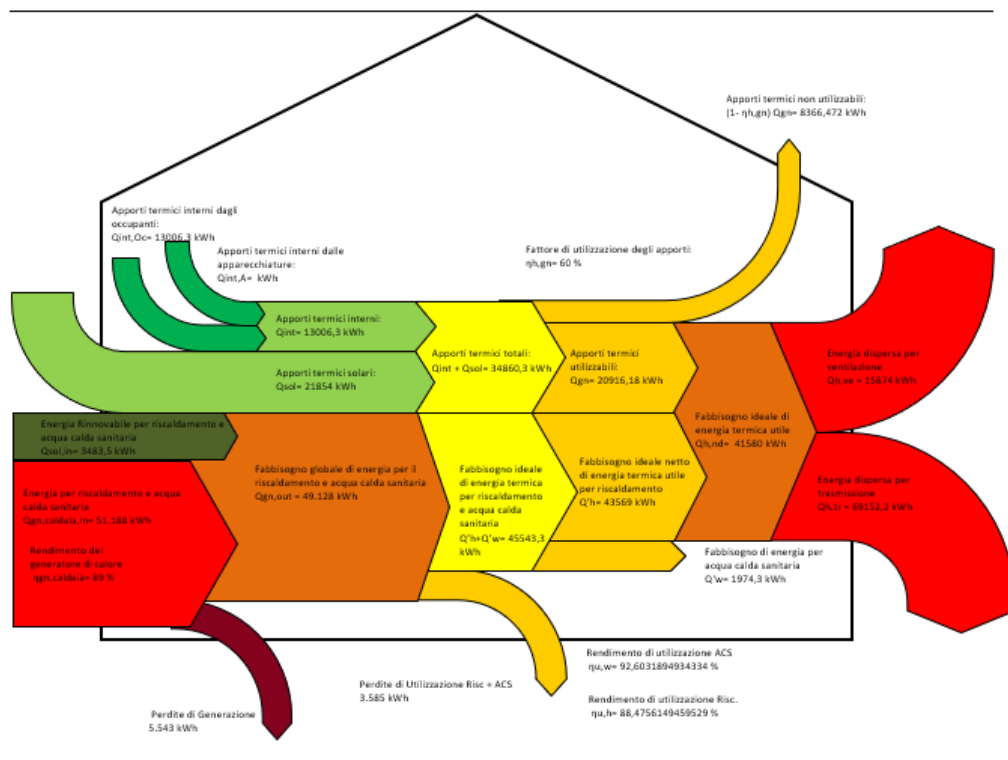 Apporti termici non utilizzabili:
(1- ηh,gn) Qgn= 8366,472 kWh
Apporti termici interni dagli
occupanti:
Qint,Oc= 13006,3 kWh
Apporti termici interni dalle
apparecchiature:
Qint,A= kWh
Fattore di utilizzazione degli apporti:
ηh,gn= 60 %
Apporti termici interni:
Qint= 13006,3 kWh
Apporti termici solari:
Qsol= 21854 kWh
Apporti termici totali:
Qint + Qsol= 34860,3 kWh
Apporti termici
utilizzabili:
Qgn= 20916,18 kWh
Energia dispersa per
ventilazione
Qh,ve = 15874 kWh
Fabbisogno ideale di
energia termica utile
Qh,nd= 41580 kWh
Energia Rinnovabile per riscaldamento e
acqua calda sanitaria
Qsol,in= 3483,5 kWh
Energia per riscaldamento e acqua
calda sanitaria
Qgn,caldaia,in= 51.188 kWh
Rendimento del
generatore di calore
ηgn,caldaia= 89 %
Fabbisogno globale di energia per il
riscaldamento e acqua calda sanitaria
Qgn,out = 49.128 kWh
Fabbisogno ideale
di energia termica
per riscaldamento
e acqua calda
sanitaria
Q'h+Q'w= 45543,3
kWh
Fabbisogno ideale netto
di energia termica utile
per riscaldamento
Q'h= 43569 kWh
Energia dispersa per
trasmissione
Qh,tr = 69152,2 kWh
Fabbisogno di energia per
acqua calda sanitaria
Q'w= 1974,3 kWh
Rendimento di utilizzazione ACS
ηu,w= 92,6031894934334 %
Rendimento di utilizzazione Risc.
ηu,h= 88,4756149459529 %
Perdite di Utilizzazione Risc + ACS
3.585 kWh
Perdite di Generazione
5.543 kWh